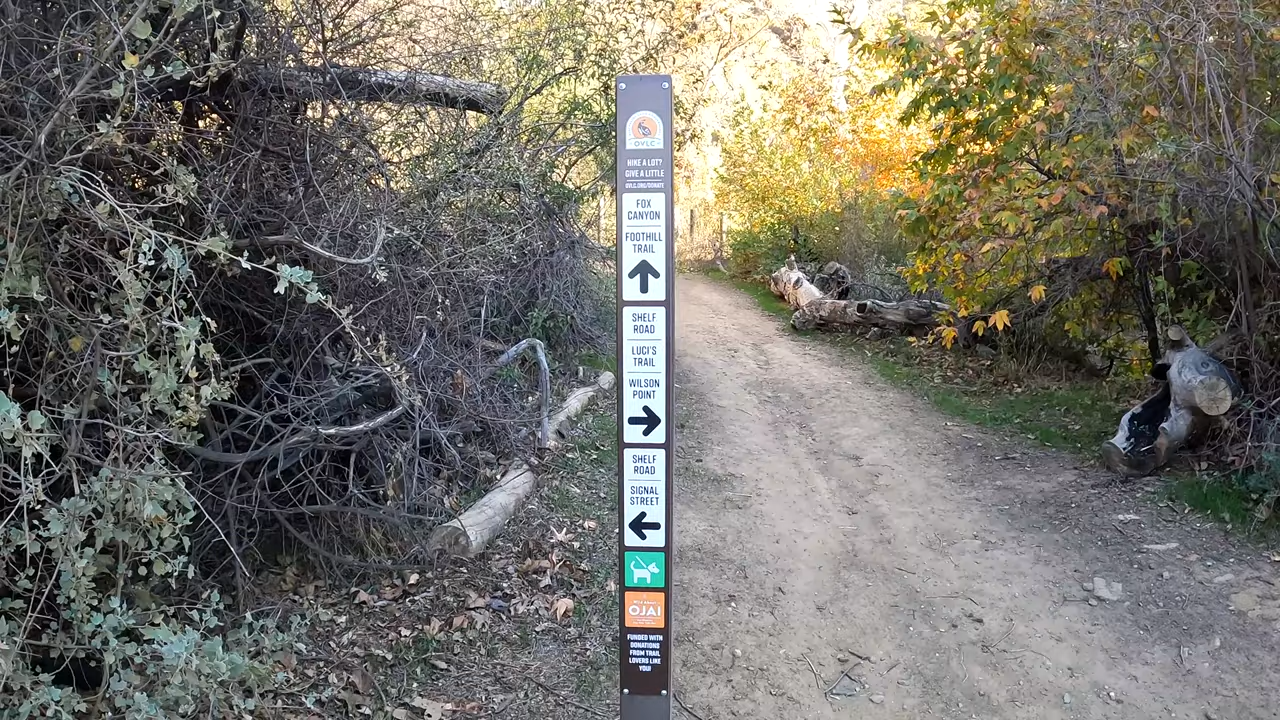 OVLC
HIKE A LOT?
GIVE A LITTLE
OVLC.ORG/DONATE
FOX
CANYON
FOOTHILL
TRAIL
SHELF
ROAD
LUCI'S
TRAIL
WILSON
POINT
SHELF
ROAD
SIGNAL
STREET
OJAI
FUNDED WITH
DONATIONS
FROM TRAIL
LOVERS LIKE
YOU!